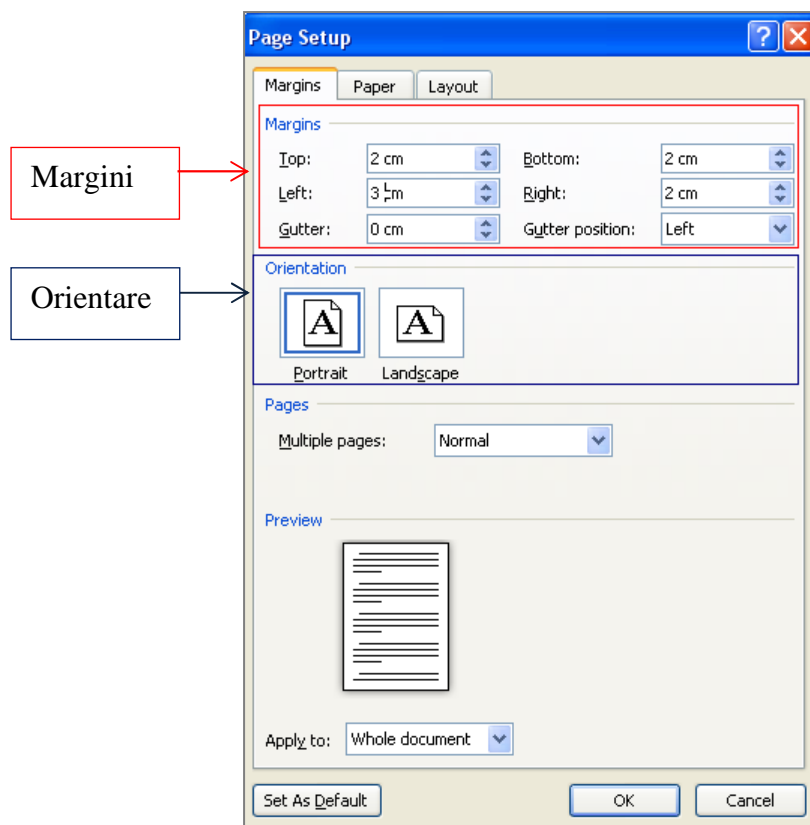 Page Setup
Margins Paper Layout
Margins
Margini
Top: 2 cm Bottom: 2 cm
Left: 3 cm Right: 2 cm
Gutter: 0 cm Gutter position: Left
Orientare
Orientation
A A
Portrait Landscape
Pages
Multiple pages: Normal
Preview
Apply to: Whole document
Set As Default OK Cancel